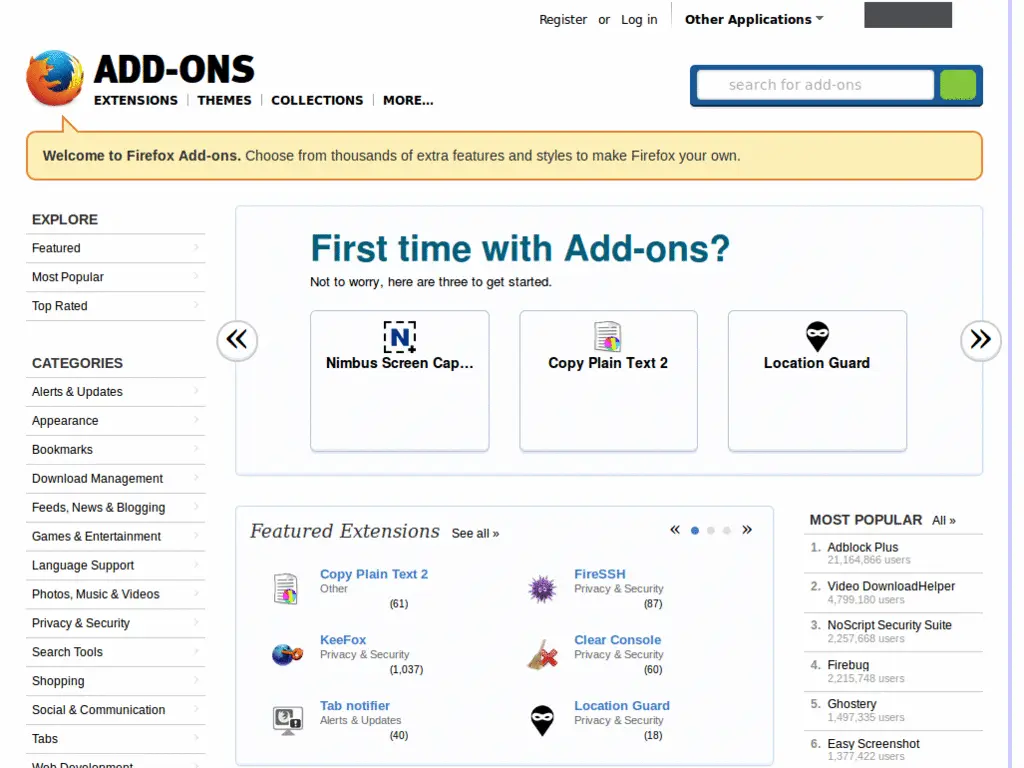 Register or Log in Other Applications
ADD-ONS
EXTENSIONS THEMES COLLECTIONS MORE...
search for add-ons
Welcome to Firefox Add-ons. Choose from thousands of extra features and styles to make Firefox your own.
EXPLORE
Featured
Most Popular
Top Rated
CATEGORIES
Alerts & Updates
Appearance
Bookmarks
Download Management
Feeds, News & Blogging
Games & Entertainment
Language Support
Photos, Music & Videos
Privacy & Security
Search Tools
Shopping
Social & Communication
Tabs
Web Development
First time with Add-ons?
Not to worry, here are three to get started.
«
»
Nimbus Screen Cap...
Copy Plain Text 2
Location Guard
Featured Extensions See all »
« »
Copy Plain Text 2
Other
(61)
FireSSH
Privacy & Security
(87)
KeeFox
Privacy & Security
(1,037)
Clear Console
Privacy & Security
(60)
Tab notifier
Alerts & Updates
(40)
Location Guard
Privacy & Security
(18)
MOST POPULAR All »
1. Adblock Plus
21,164,866 users
2. Video DownloadHelper
4,799,180 users
3. NoScript Security Suite
2,257,668 users
4. Firebug
2,215,748 users
5. Ghostery
1,497,335 users
6. Easy Screenshot
1,377,422 users